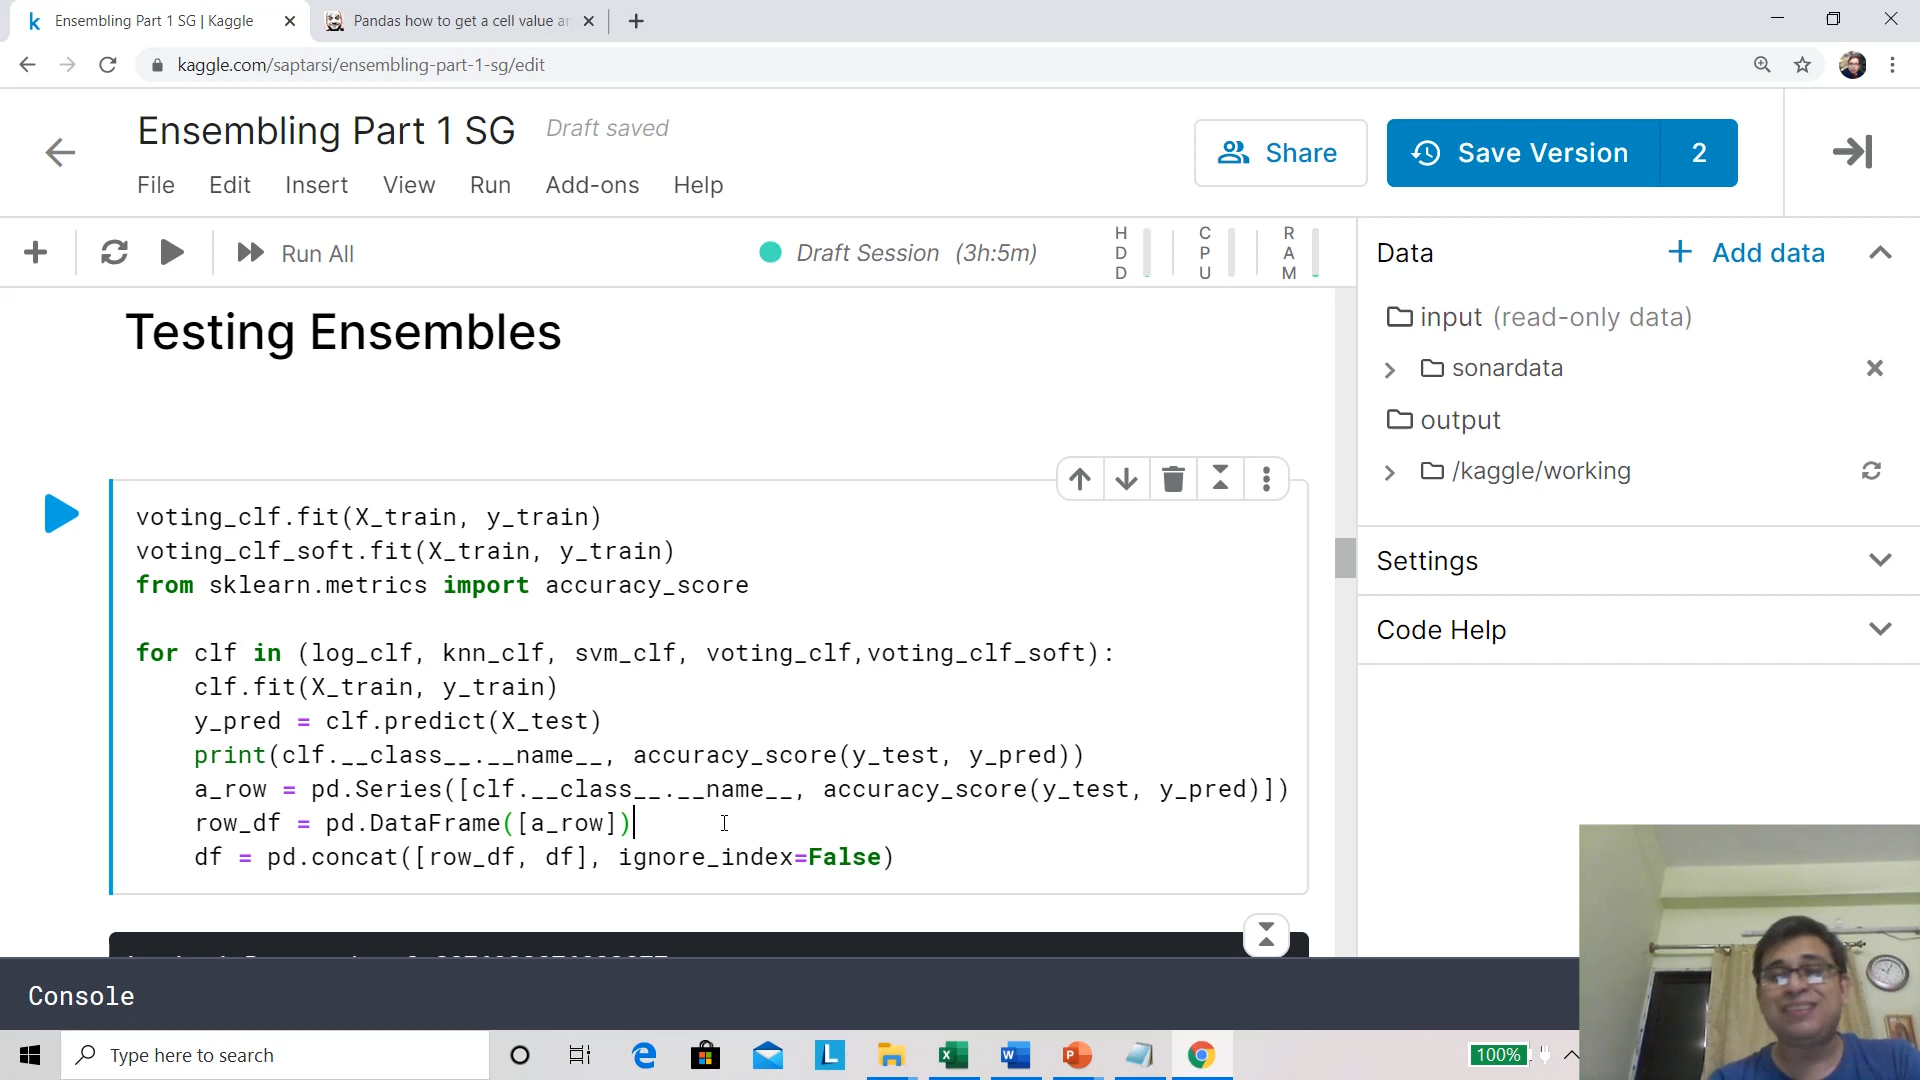 Ensembling Part 1 SG | Kaggle
Pandas how to get a cell value an
kaggle.com/saptarsi/ensembling-part-1-sg/edit
Ensembling Part 1 SG
Draft saved
Share
Save Version
2
File
Edit
Insert
View
Run
Add-ons
Help
Run All
Draft Session (3h:5m)
HDD
CPU
RAM
Data
Add data
input (read-only data)
sonardata
output
/kaggle/working
Settings
Code Help
Testing Ensembles
voting_clf.fit(X_train, y_train)
voting_clf_soft.fit(X_train, y_train)
from sklearn.metrics import accuracy_score
for clf in (log_clf, knn_clf, svm_clf, voting_clf,voting_clf_soft):
clf.fit(X_train, y_train)
y_pred = clf.predict(X_test)
print(clf.__class__.__name__, accuracy_score(y_test, y_pred))
a_row = pd.Series([clf.__class__.__name__, accuracy_score(y_test, y_pred)])
row_df = pd.DataFrame([a_row])
df = pd.concat([row_df, df], ignore_index=False)
Console
Type here to search
100%